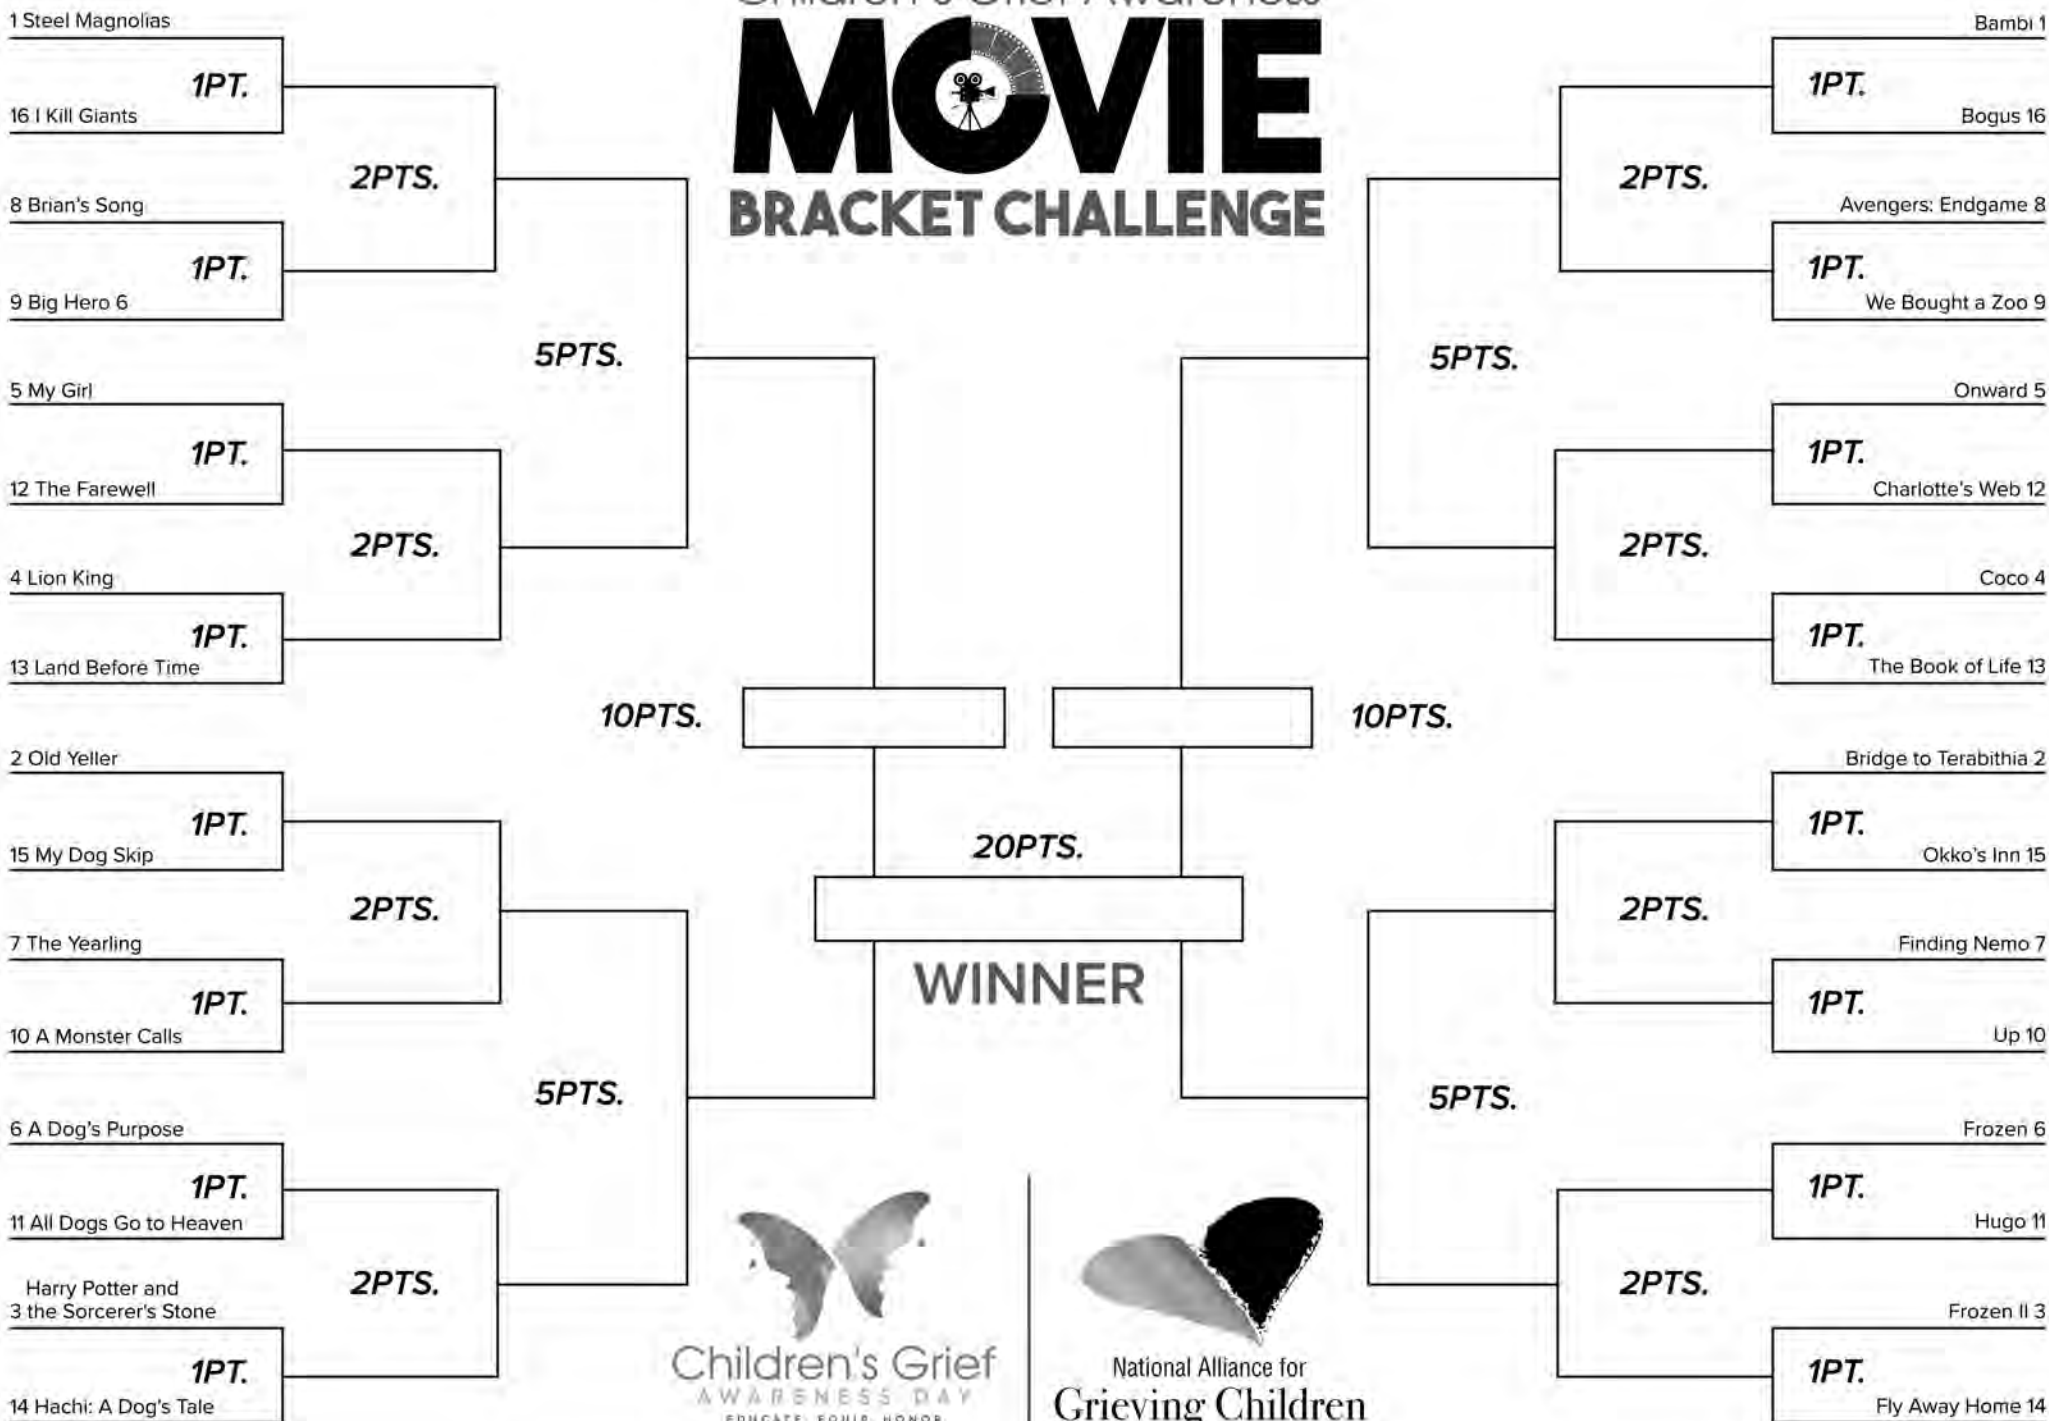 Children's Grief Awareness
MOVIE
BRACKET CHALLENGE
1 Steel Magnolias
1PT.
16 I Kill Giants
2PTS.
8 Brian's Song
1PT.
9 Big Hero 6
5PTS.
5 My Girl
1PT.
12 The Farewell
2PTS.
4 Lion King
1PT.
13 Land Before Time
10PTS.
2 Old Yeller
1PT.
15 My Dog Skip
2PTS.
7 The Yearling
1PT.
10 A Monster Calls
5PTS.
6 A Dog's Purpose
1PT.
11 All Dogs Go to Heaven
2PTS.
Harry Potter and
3 the Sorcerer's Stone
1PT.
14 Hachi: A Dog's Tale
20PTS.
WINNER
Bambi 1
1PT.
Bogus 16
2PTS.
Avengers: Endgame 8
1PT.
We Bought a Zoo 9
5PTS.
Onward 5
1PT.
Charlotte's Web 12
2PTS.
Coco 4
1PT.
The Book of Life 13
10PTS.
Bridge to Terabithia 2
1PT.
Okko's Inn 15
2PTS.
Finding Nemo 7
1PT.
Up 10
5PTS.
Frozen 6
1PT.
Hugo 11
2PTS.
Frozen II 3
1PT.
Fly Away Home 14
Children's Grief
AWARENESS DAY
EDUCATE. EQUIP. HONOR.
National Alliance for
Grieving Children